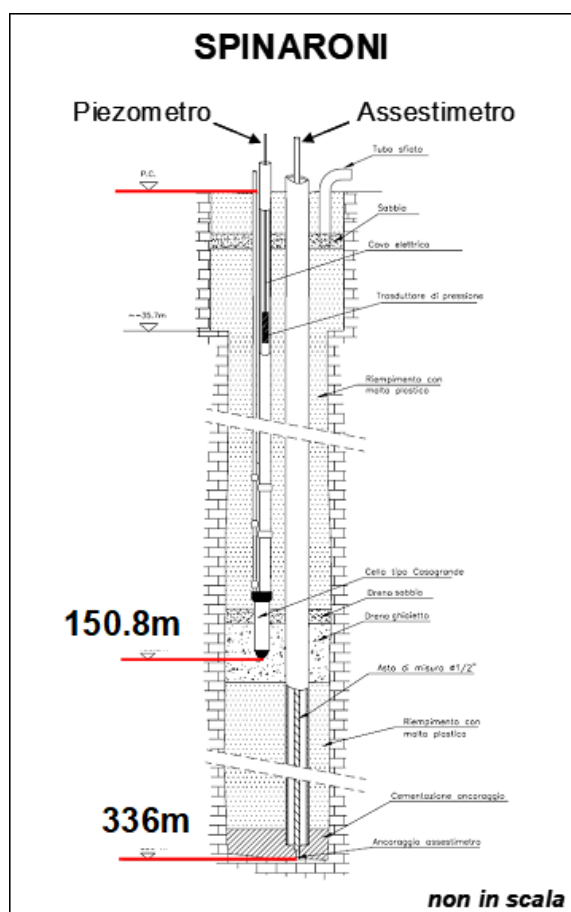 SPINARONI
Piezometro
Assestimetro
Tubo sfiato
P.C.
Sabbia
Cavo elettrico
Trasduttore di pressione
~-35.7m
Riempimento con
malta plastica
Cella tipo Casagrande
Dreno sabbia
150.8m
Dreno ghiaietto
Asta di misura ø1/2"
Riempimento con
malta plastica
Cementazione ancoraggio
336m
Ancoraggio assestimetro
non in scala